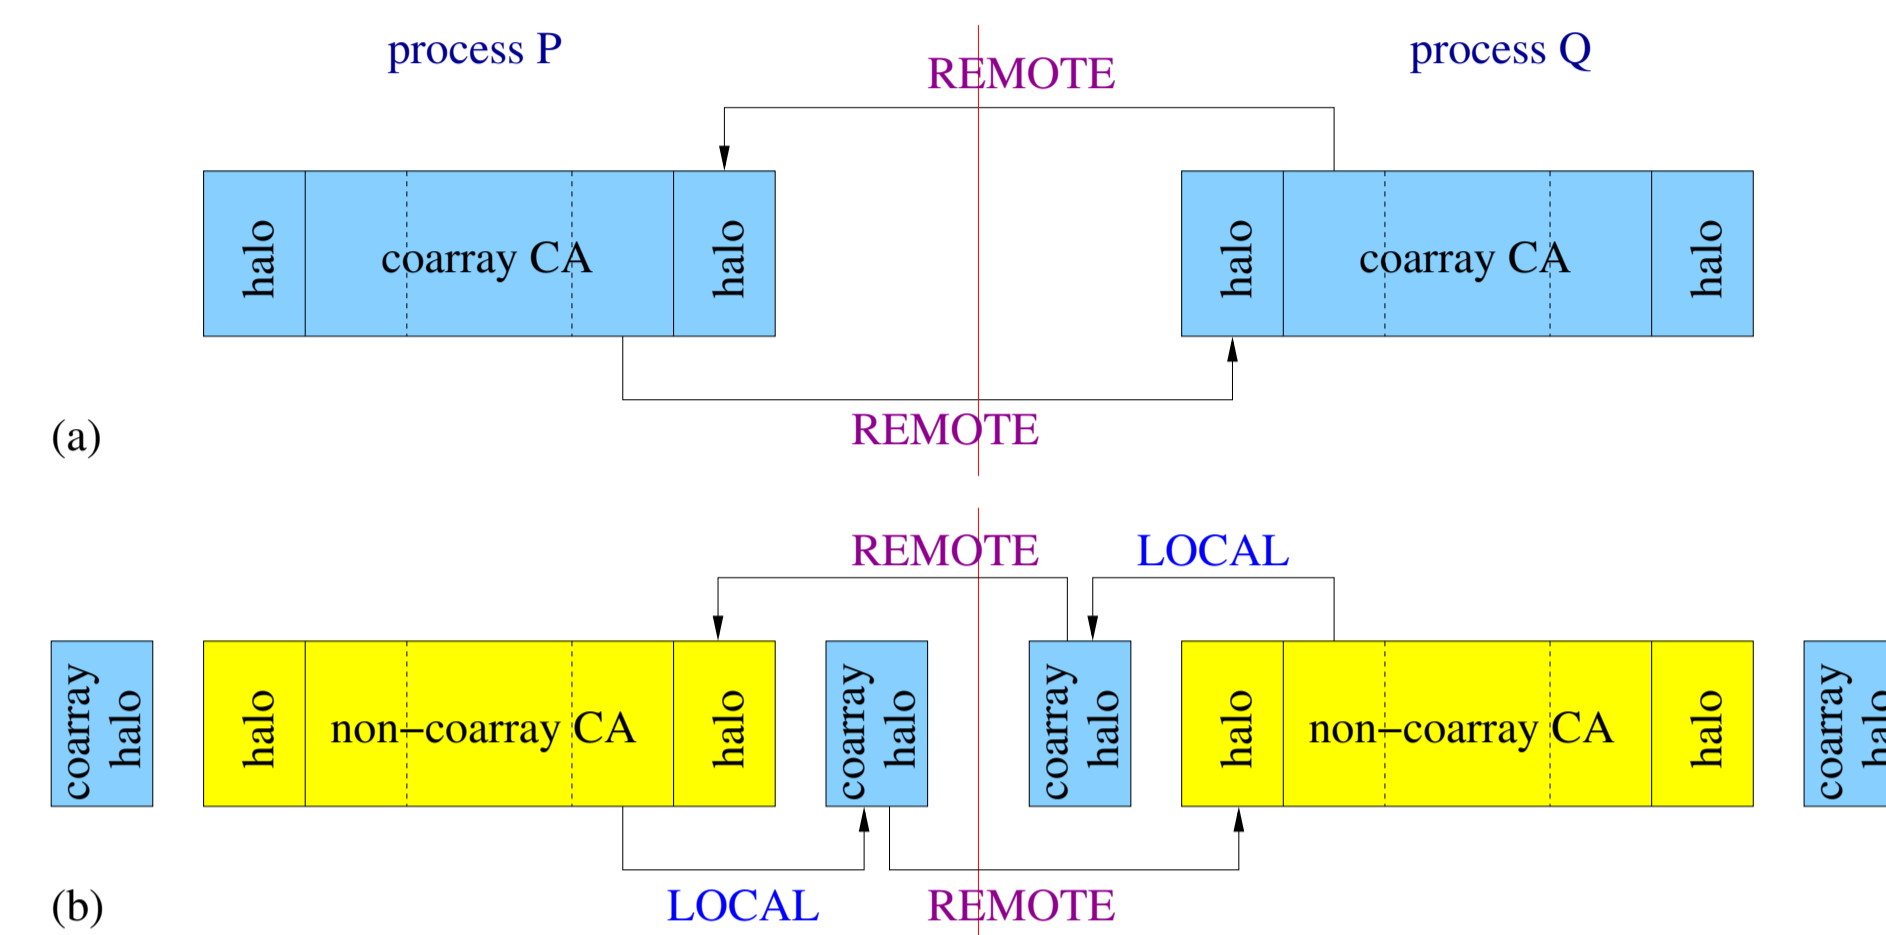 process P
process Q
REMOTE
halo
coarray CA
halo
halo
coarray CA
halo
REMOTE
(a)
REMOTE
LOCAL
coarray
halo
halo
non−coarray CA
halo
coarray
halo
coarray
halo
halo
non−coarray CA
halo
coarray
LOCAL
REMOTE
(b)